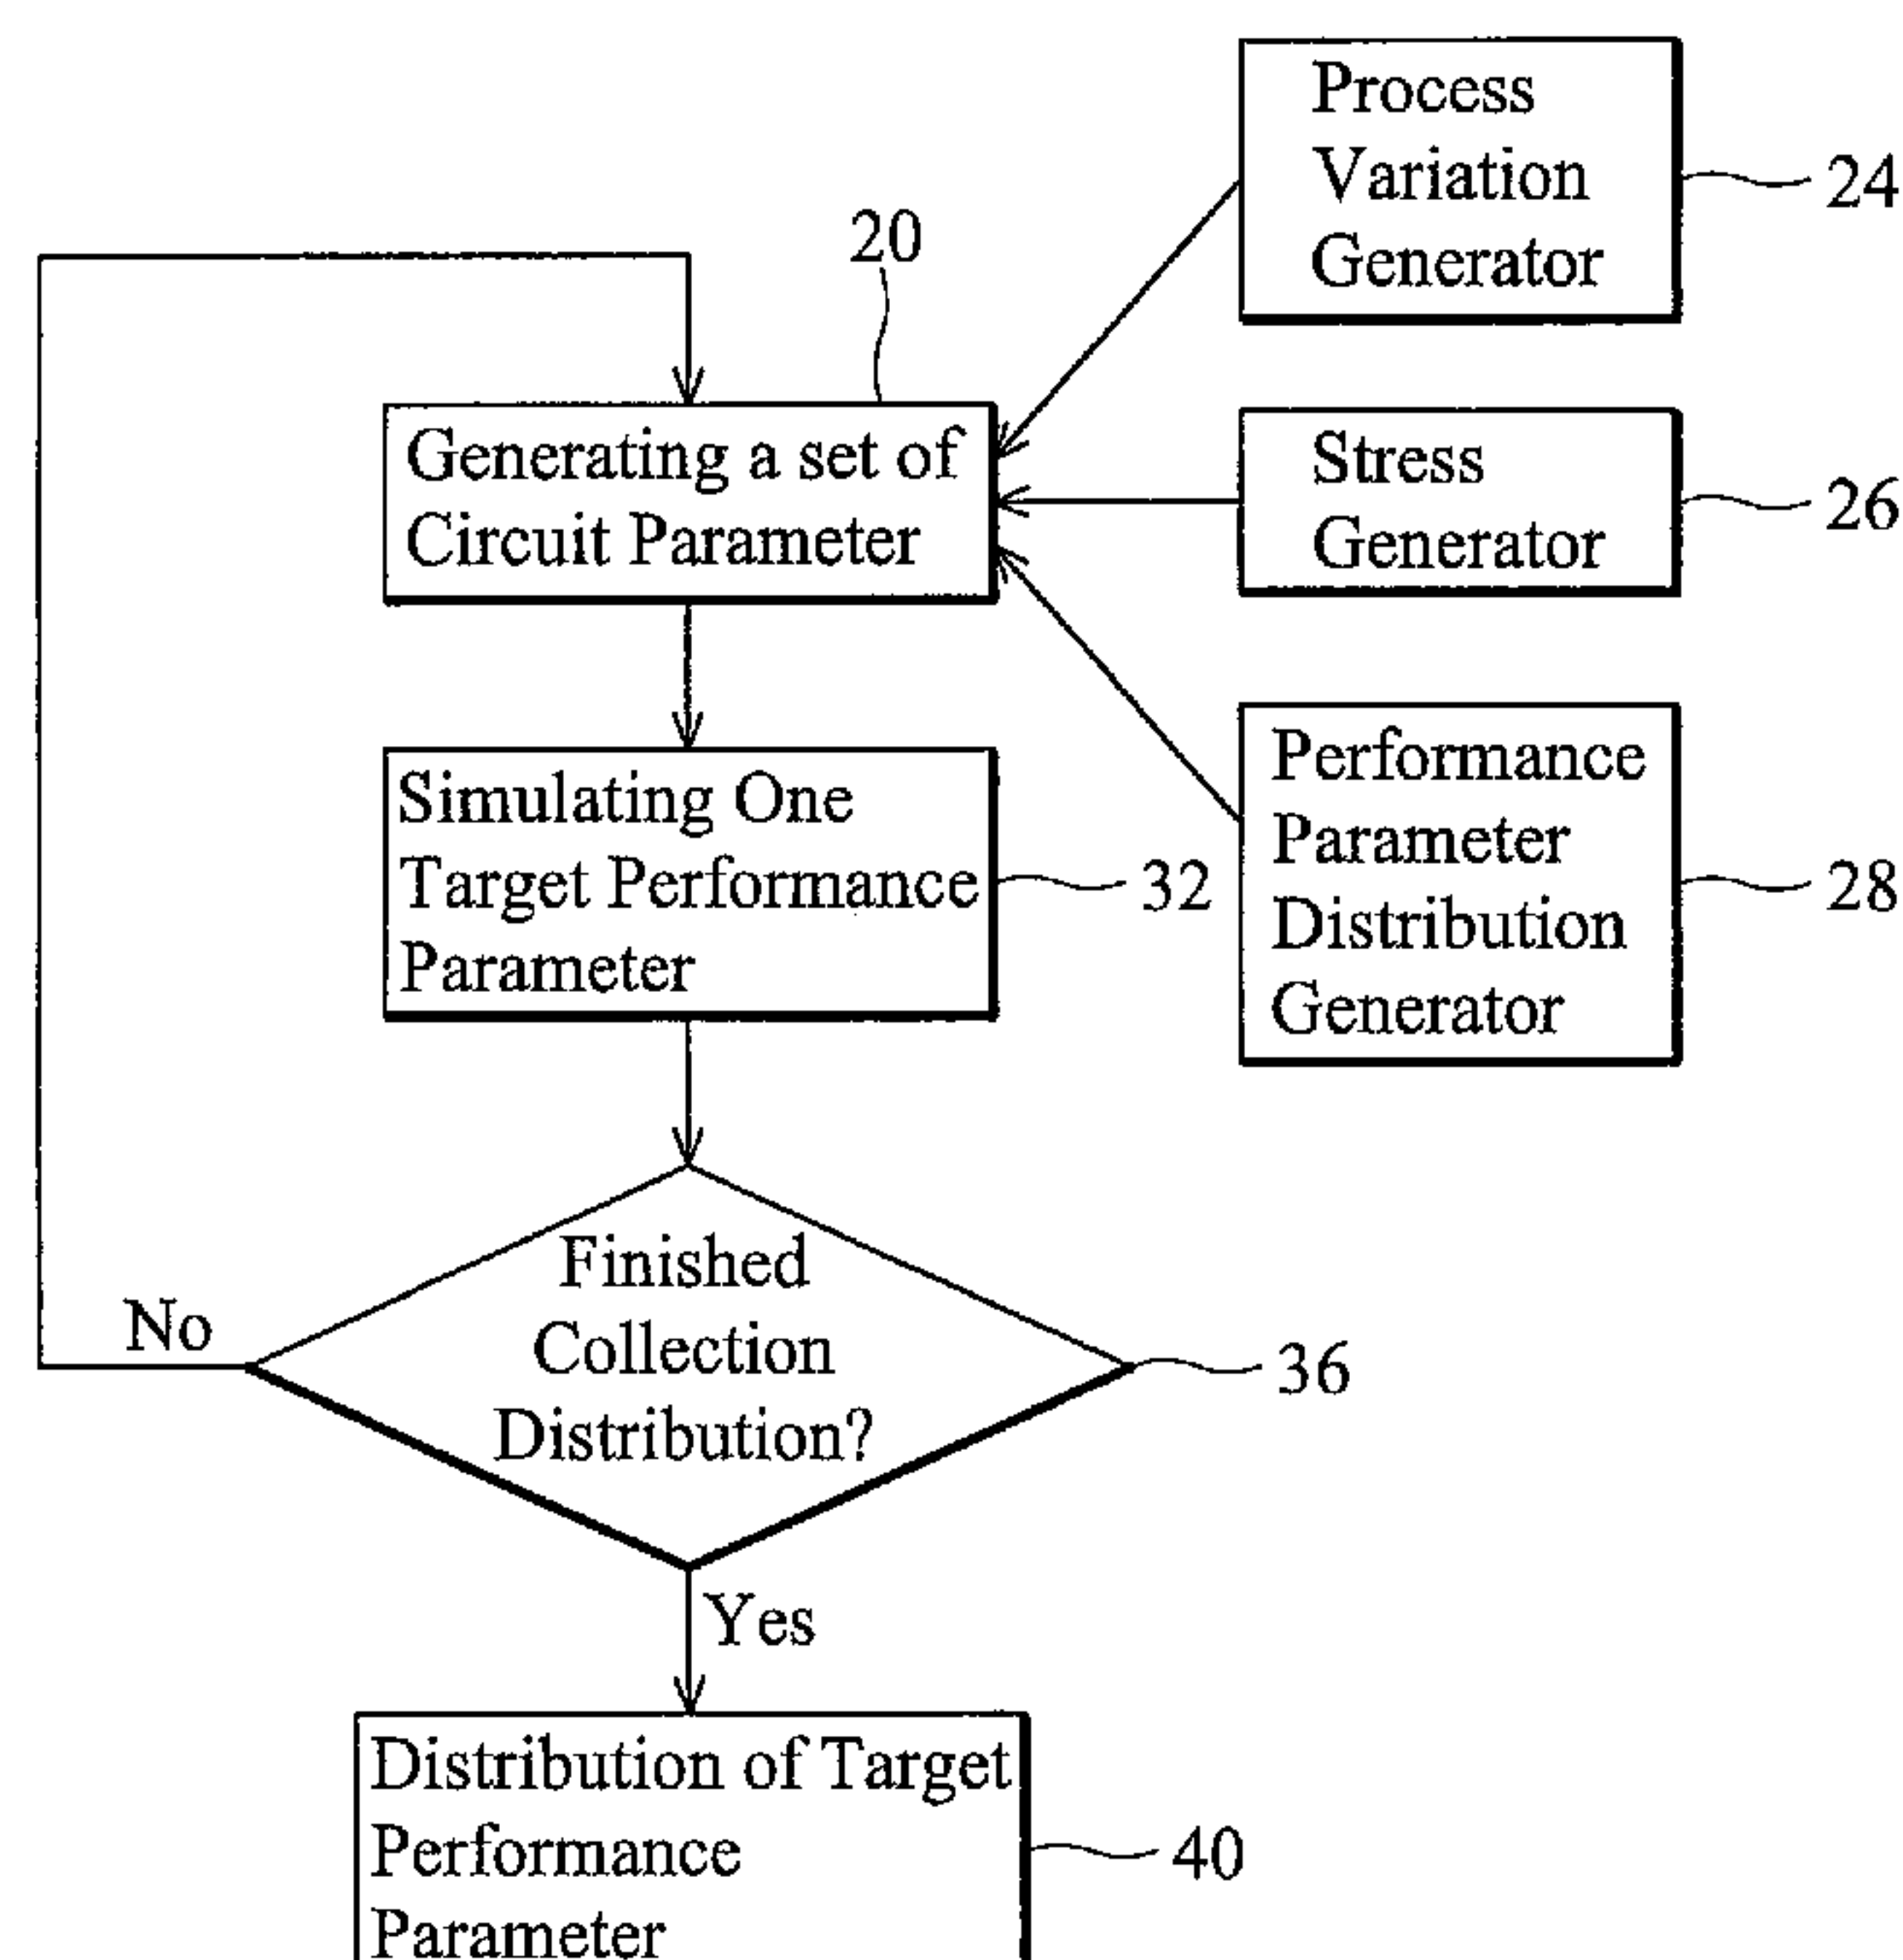 Process
Variation
Generator
24
20
Generating a set of
Circuit Parameter
Stress
Generator
26
Simulating One
Target Performance
Parameter
32
Performance
Parameter
Distribution
Generator
28
Finished
Collection
Distribution?
No
36
Yes
Distribution of Target
Performance
Parameter
40